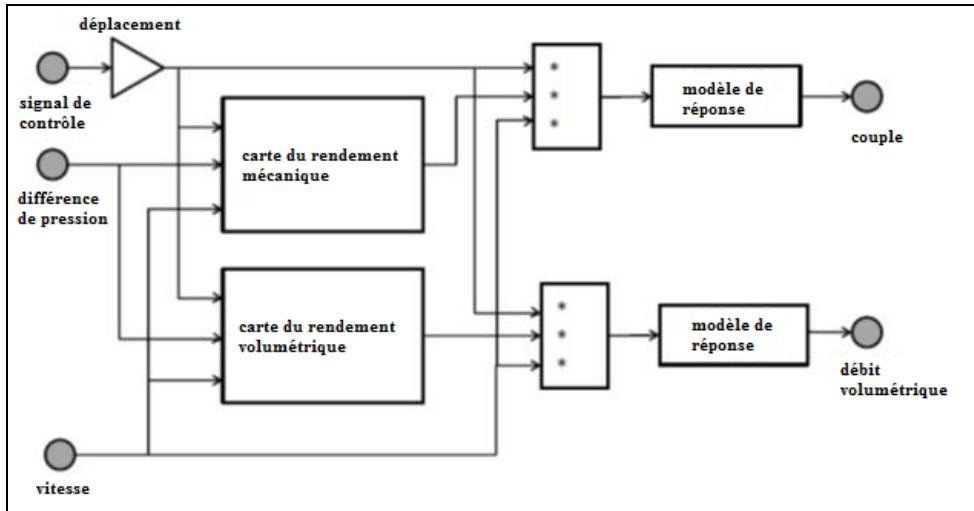 déplacement
signal de
contrôle
différence
de pression
vitesse
carte du rendement
mécanique
carte du rendement
volumétrique
*
*
*
*
*
*
modèle de
réponse
couple
modèle de
réponse
débit
volumétrique